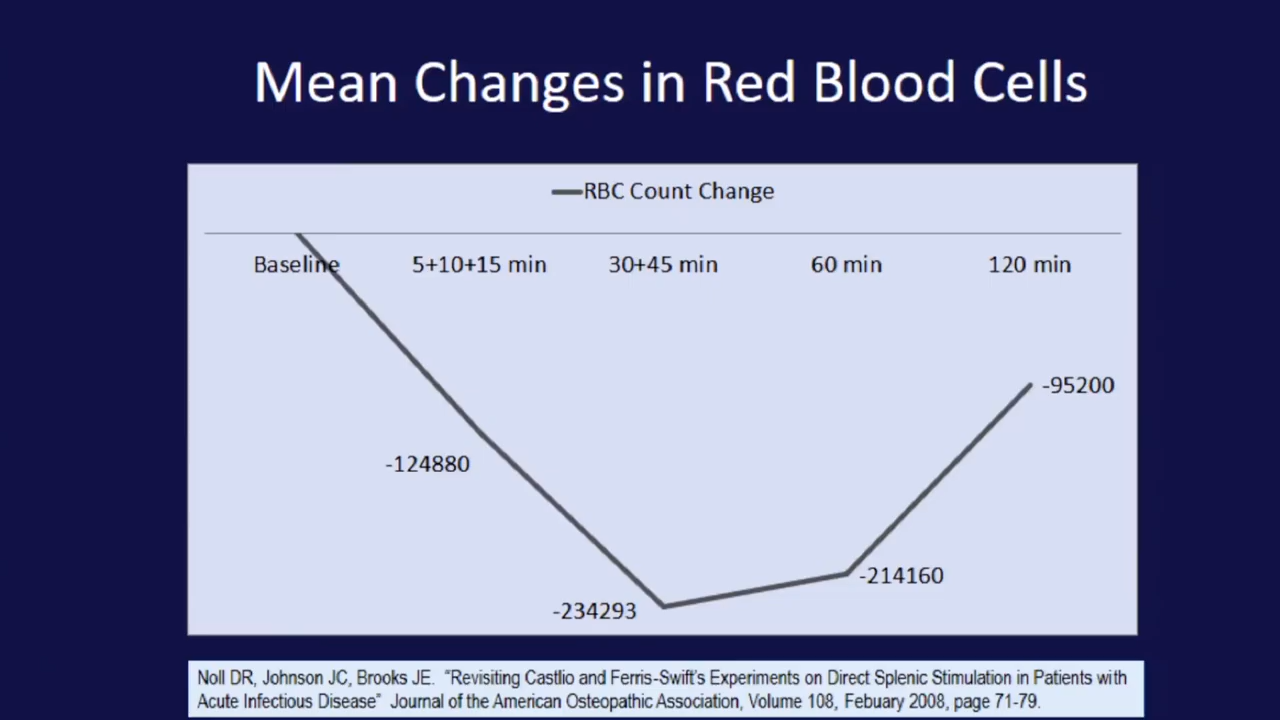 Mean Changes in Red Blood Cells
RBC Count Change
Baseline 5+10+15 min 30+45 min 60 min 120 min
-95200
-124880
-214160
-234293
Noll DR, Johnson JC, Brooks JE. "Revisiting Castlio and Ferris-Swift's Experiments on Direct Splenic Stimulation in Patients with
Acute Infectious Disease" Journal of the American Osteopathic Association, Volume 108, Febuary 2008, page 71-79.